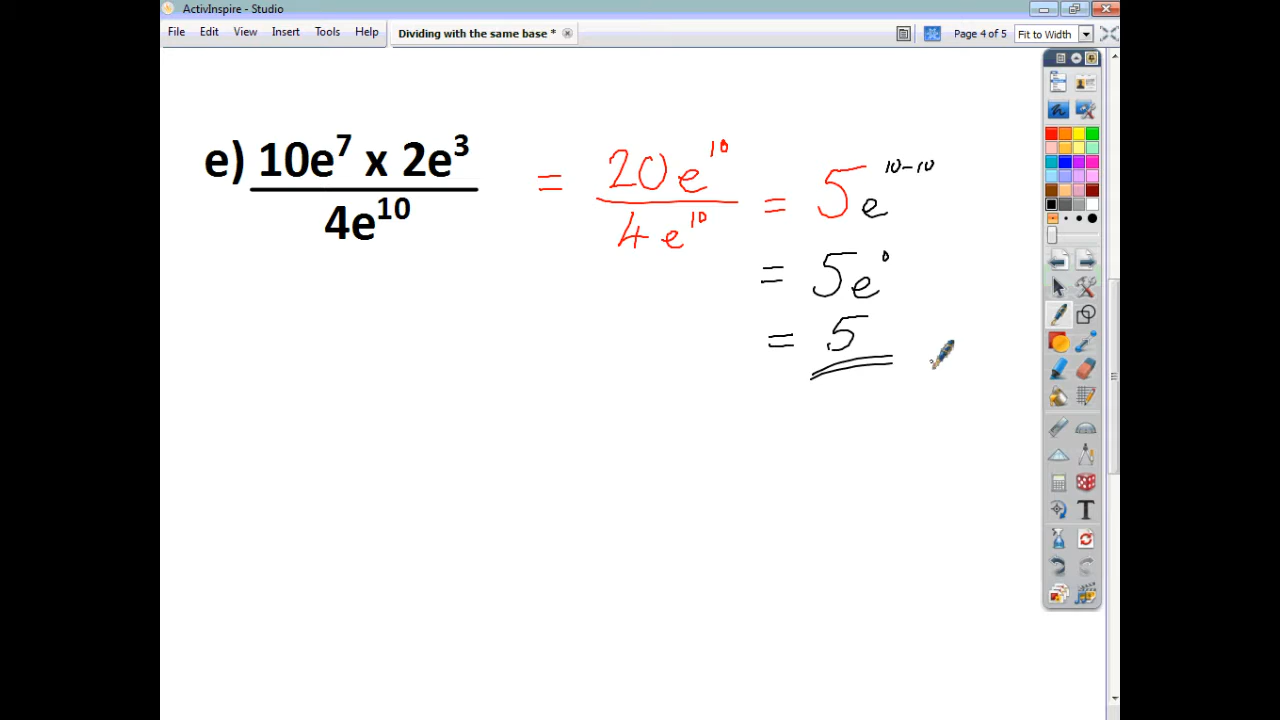 ActivInspire - Studio
File Edit View Insert Tools Help Dividing with the same base * Page 4 of 5 Fit to Width
e) 10e⁷ x 2e³ = 20e¹⁰ = 5e¹⁰⁻¹⁰
4e¹⁰ 4e¹⁰
= 5e⁰
= 5
T